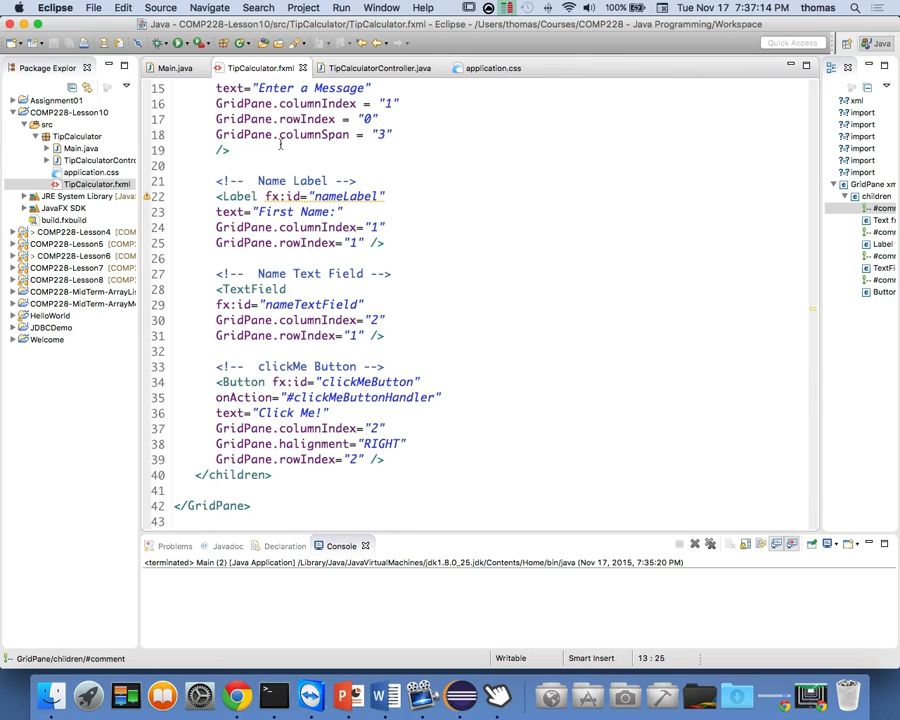 Eclipse File Edit Source Refactor Navigate Search Project Run Window Help 100% Tue Nov 17 7:37:14 PM thomas
Java - COMP228-Lesson10/src/TipCalculator/TipCalculator.fxml - Eclipse - /Users/thomas/Courses/COMP228 - Java Programming/Workspace
Quick Access Java
Package Explor
Main.java TipCalculator.fxml TipCalculatorController.java application.css
Assignment01
COMP228-Lesson10
src
TipCalculator
Main.java
TipCalculatorContro
application.css
TipCalculator.fxml
JRE System Library
JavaFX SDK
build.fxbuild
> COMP228-Lesson4
COMP228-Lesson5
> COMP228-Lesson6
COMP228-Lesson7
COMP228-Lesson8
COMP228-MidTerm-ArrayLis
COMP228-MidTerm-ArrayMe
HelloWorld
JDBCDemo
Welcome
15 text="Enter a Message"
16 GridPane.columnIndex = "1"
17 GridPane.rowIndex = "0"
18 GridPane.columnSpan = "3"
19 />
20
21 <!-- Name Label -->
22 <Label fx:id="nameLabel"
23 text="First Name:"
24 GridPane.columnIndex="1"
25 GridPane.rowIndex="1" />
26
27 <!-- Name Text Field -->
28 <TextField
29 fx:id="nameTextField"
30 GridPane.columnIndex="2"
31 GridPane.rowIndex="1" />
32
33 <!-- clickMe Button -->
34 <Button fx:id="clickMeButton"
35 onAction="#clickMeButtonHandler"
36 text="Click Me!"
37 GridPane.columnIndex="2"
38 GridPane.halignment="RIGHT"
39 GridPane.rowIndex="2" />
40 </children>
41
42 </GridPane>
43
xml
import
import
import
import
import
GridPane xm
children
#com
Text fx
#com
Label
#com
TextFi
#com
Button
Problems Javadoc Declaration Console
<terminated> Main (2) [Java Application] /Library/Java/JavaVirtualMachines/jdk1.8.0_25.jdk/Contents/Home/bin/java (Nov 17, 2015, 7:35:20 PM)
GridPane/children/#comment Writable Smart Insert 13 : 25